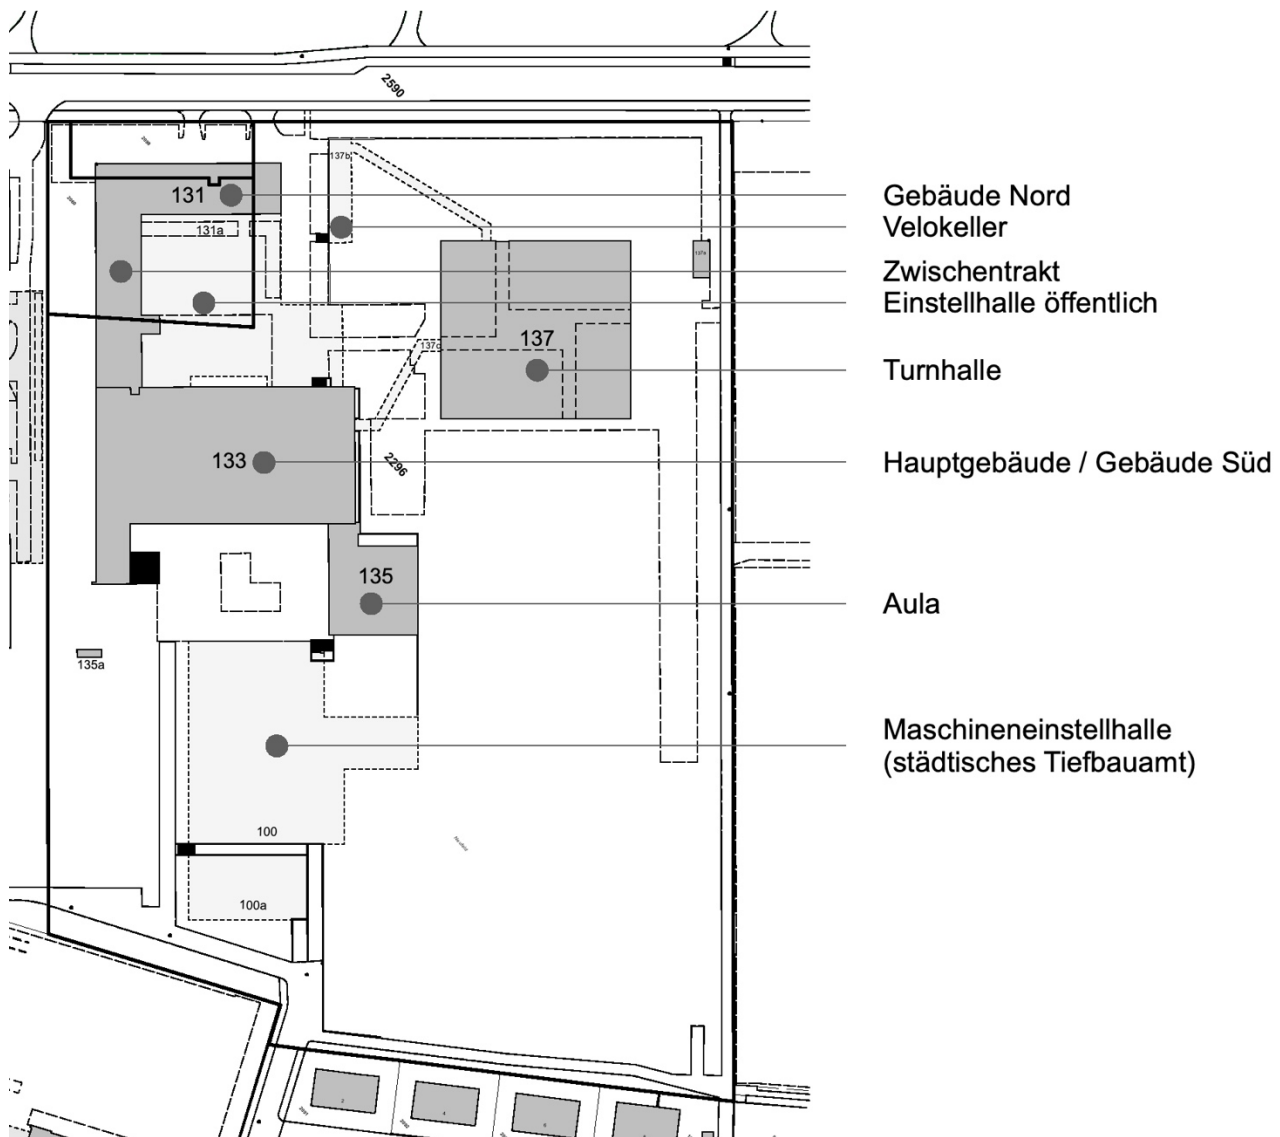 2590
137b
131
Gebäude Nord
131a
Velokeller
137a
Zwischentrakt
Einstellhalle öffentlich
137
137c
Turnhalle
133
2296
Hauptgebäude / Gebäude Süd
135
Aula
135a
Maschineneinstellhalle
(städtisches Tiefbauamt)
100
100a